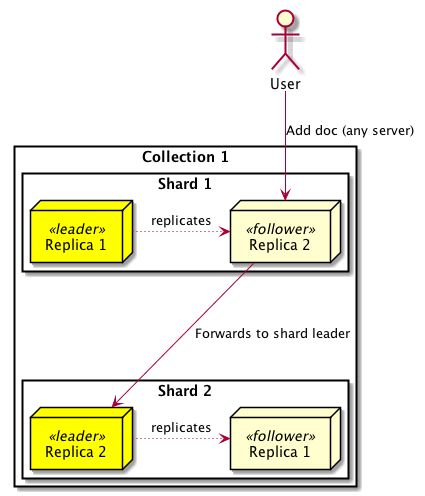 User
Add doc (any server)
Collection 1
Shard 1
«leader»
Replica 1
replicates
«follower»
Replica 2
Forwards to shard leader
Shard 2
«leader»
Replica 2
replicates
«follower»
Replica 1